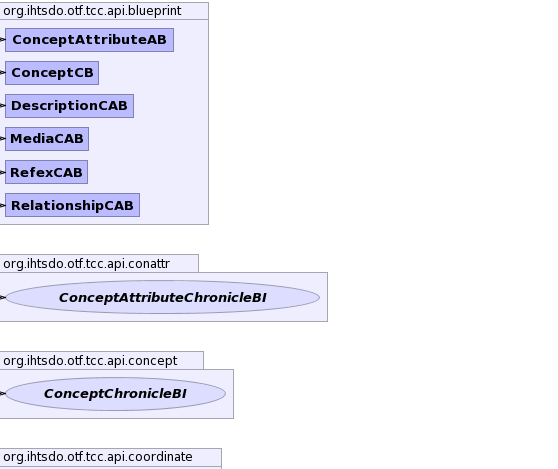 org.ihtsdo.otf.tcc.api.blueprint
ConceptAttributeAB
ConceptCB
DescriptionCAB
MediaCAB
RefexCAB
RelationshipCAB
org.ihtsdo.otf.tcc.api.conattr
ConceptAttributeChronicleBI
org.ihtsdo.otf.tcc.api.concept
ConceptChronicleBI
org.ihtsdo.otf.tcc.api.coordinate